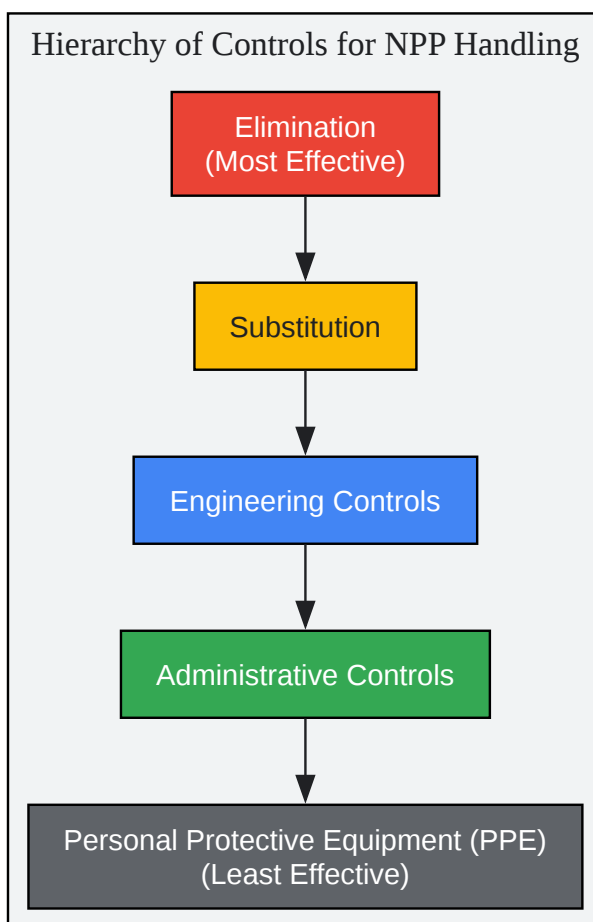 Hierarchy of Controls for NPP Handling
Elimination
(Most Effective)
Substitution
Engineering Controls
Administrative Controls
Personal Protective Equipment (PPE)
(Least Effective)